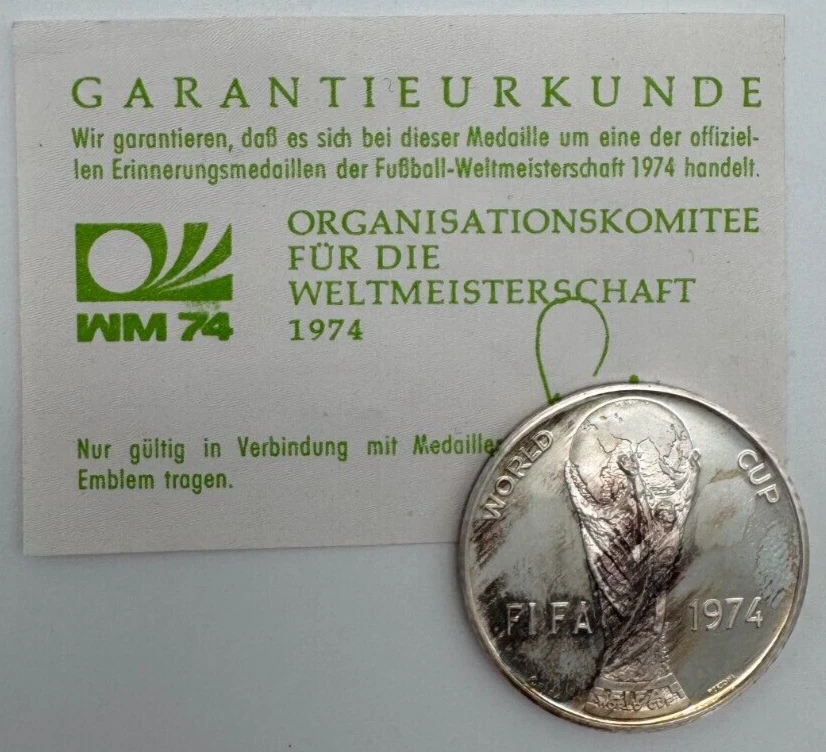 GARANTIEURKUNDE
Wir garantieren, daß es sich bei dieser Medaille um eine der offiziel-
len Erinnerungsmedaillen der Fußball-Weltmeisterschaft 1974 handelt.
ORGANISATIONSKOMITEE
FÜR DIE
WELTMEISTERSCHAFT
1974
WM 74
Nur gültig in Verbindung mit
Emblem tragen.
WORLD CUP
FIFA 1974
WORLD CUP